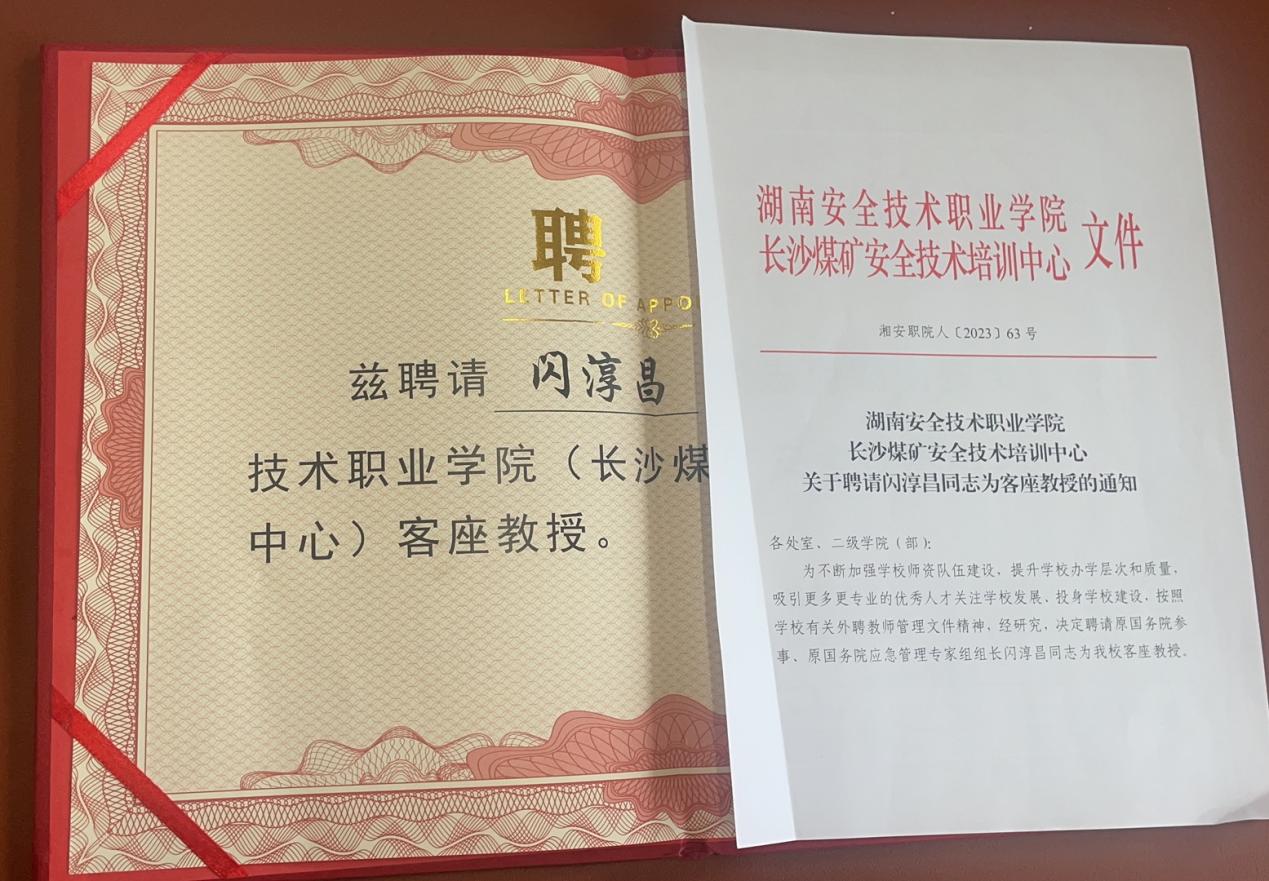 聘
LETTER OF APPO
兹聘请 闪淳昌
技术职业学院（长沙煤
中心）客座教授。
湖南安全技术职业学院
长沙煤矿安全技术培训中心
文件
湘安职院人〔2023〕63 号
湖南安全技术职业学院
长沙煤矿安全技术培训中心
关于聘请闪淳昌同志为客座教授的通知
各处室、二级学院（部）：
为不断加强学校师资队伍建设，提升学校办学层次和质量，
吸引更多更专业的优秀人才关注学校发展、投身学校建设，按照
学校有关外聘教师管理文件精神，经研究，决定聘请原国务院参
事、原国务院应急管理专家组组长闪淳昌同志为我校客座教授。